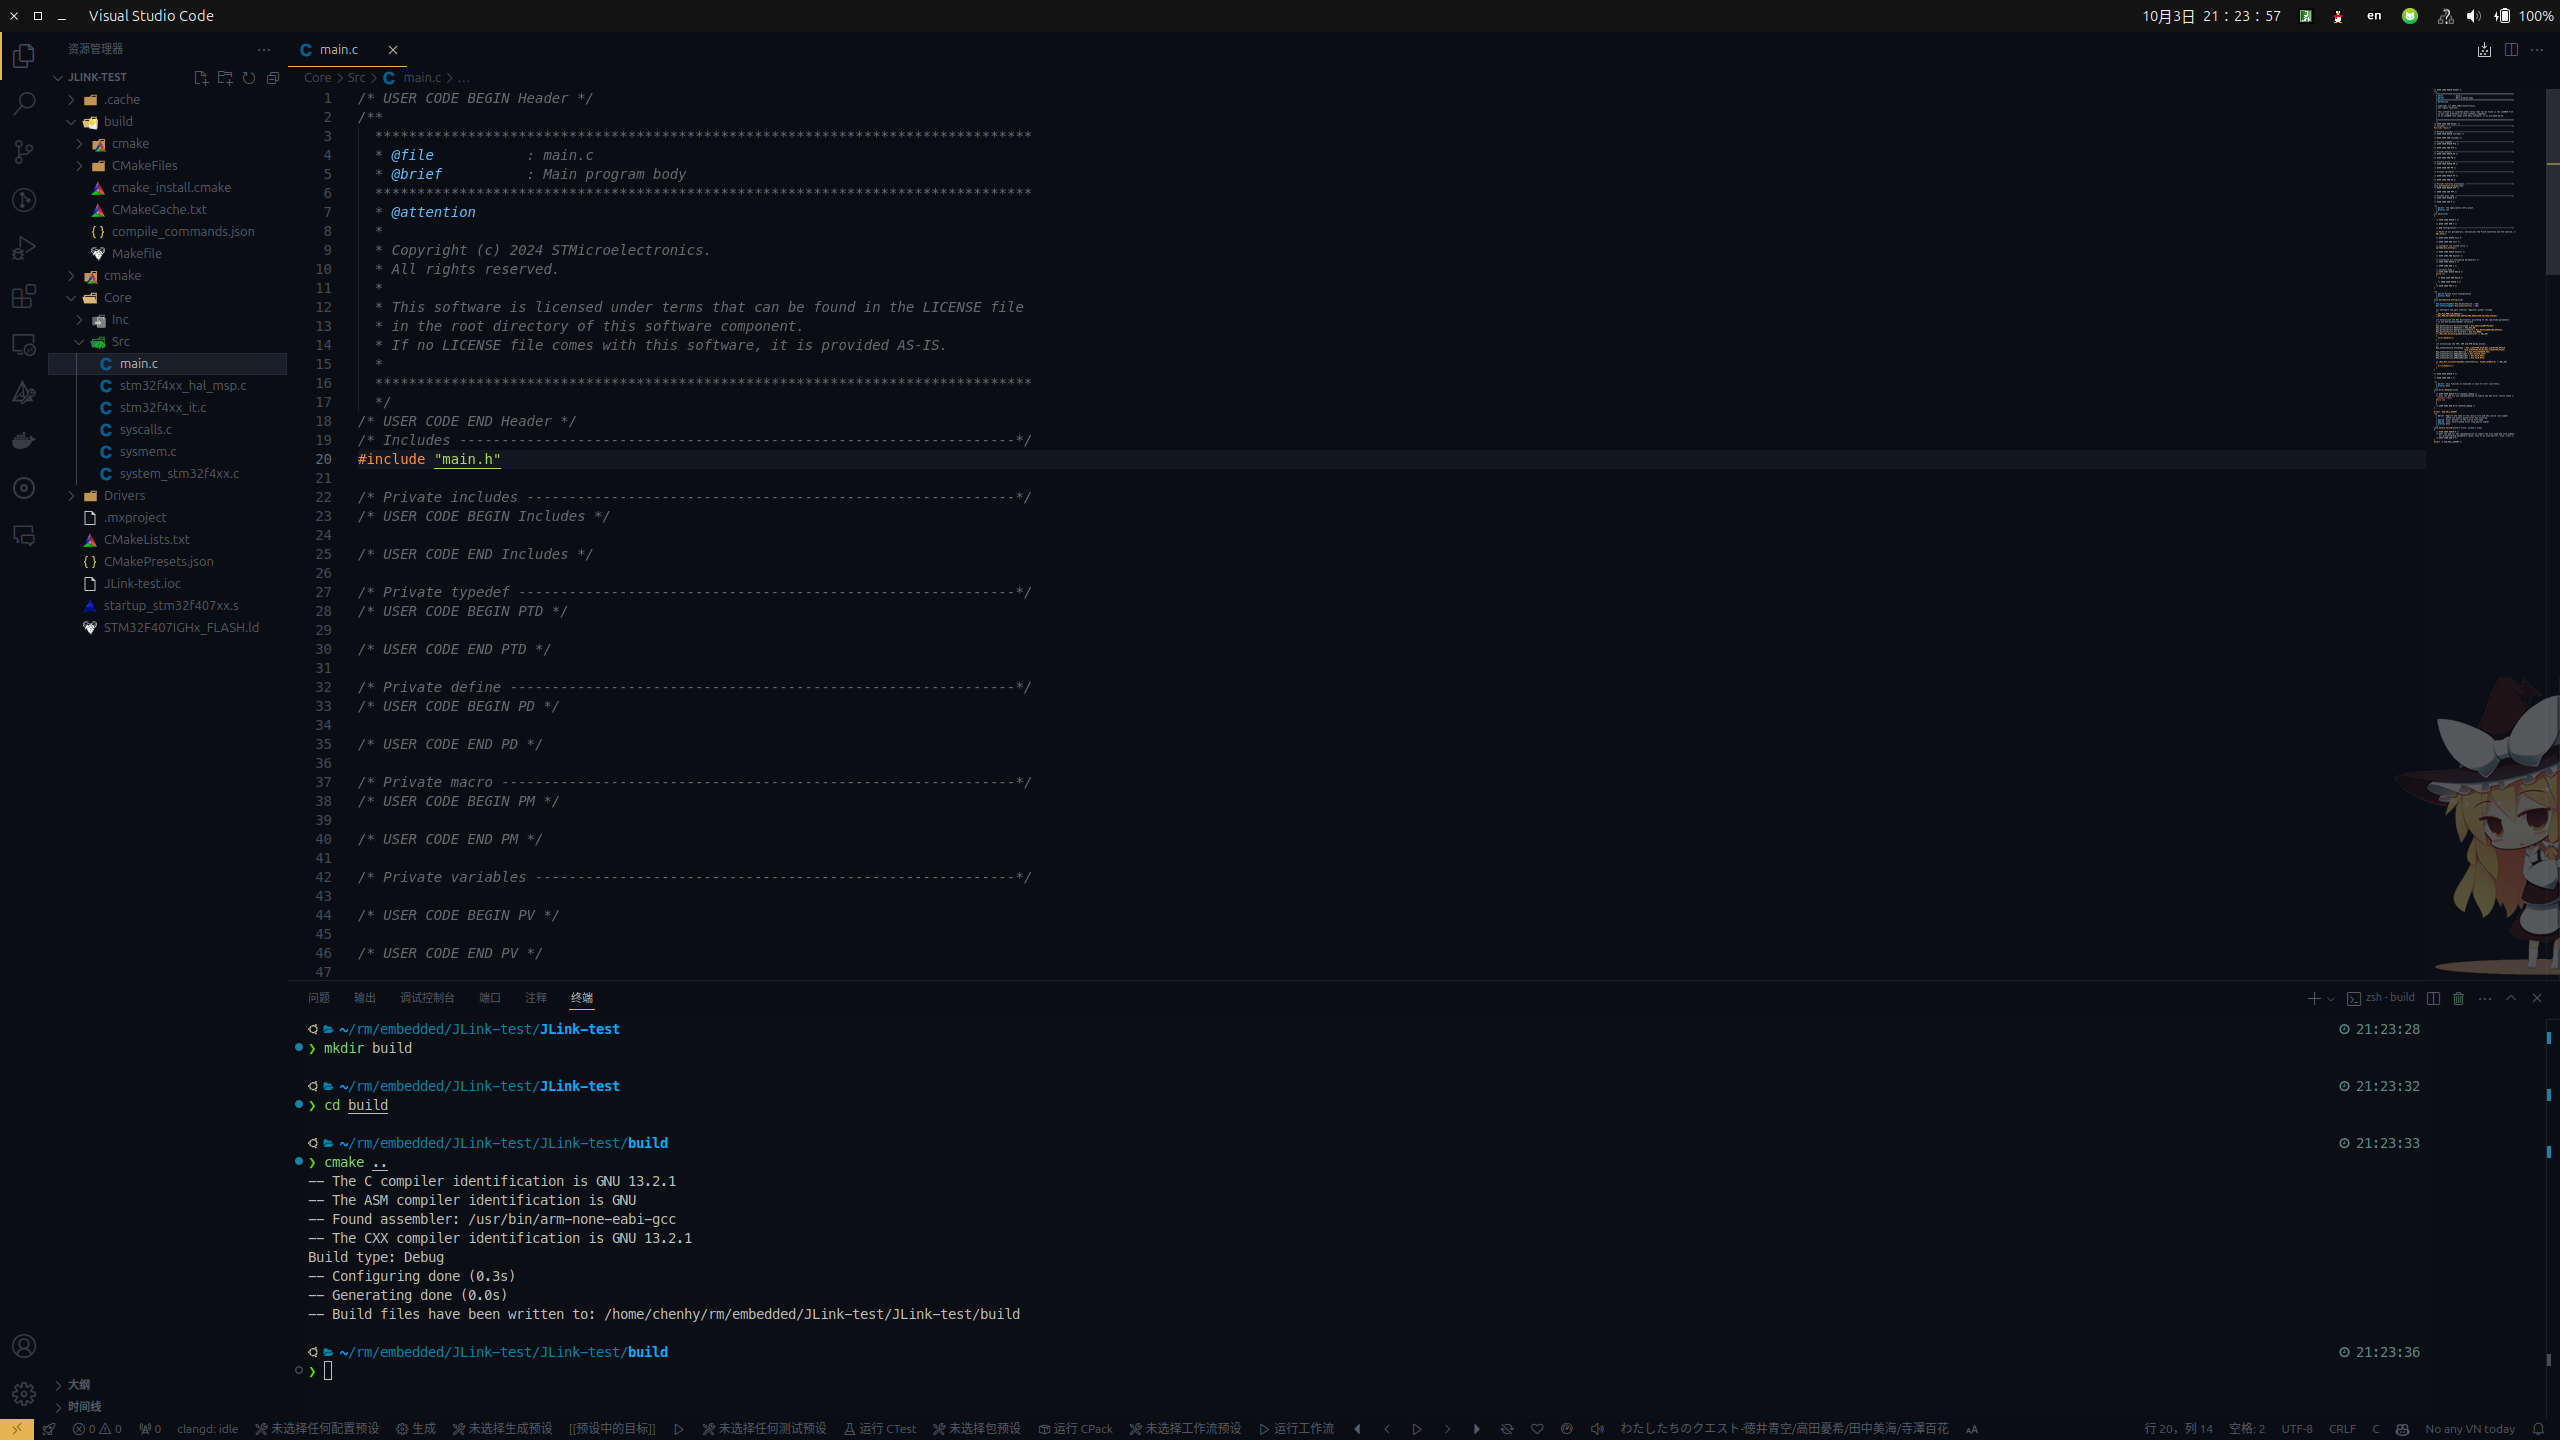 Visual Studio Code
10月3日 21：23：57
en
100%
资源管理器
JLINK-TEST
.cache
build
cmake
CMakeFiles
cmake_install.cmake
CMakeCache.txt
compile_commands.json
Makefile
cmake
Core
Inc
Src
main.c
stm32f4xx_hal_msp.c
stm32f4xx_it.c
syscalls.c
sysmem.c
system_stm32f4xx.c
Drivers
.mxproject
CMakeLists.txt
CMakePresets.json
JLink-test.ioc
startup_stm32f407xx.s
STM32F407IGHx_FLASH.ld
大纲
时间线
main.c
Core > Src > main.c > ...
1 /* USER CODE BEGIN Header */
2 /**
3 ******************************************************************************
4 * @file : main.c
5 * @brief : Main program body
6 ******************************************************************************
7 * @attention
8 *
9 * Copyright (c) 2024 STMicroelectronics.
10 * All rights reserved.
11 *
12 * This software is licensed under terms that can be found in the LICENSE file
13 * in the root directory of this software component.
14 * If no LICENSE file comes with this software, it is provided AS-IS.
15 *
16 ******************************************************************************
17 */
18 /* USER CODE END Header */
19 /* Includes ------------------------------------------------------------------*/
20 #include "main.h"
21
22 /* Private includes ----------------------------------------------------------*/
23 /* USER CODE BEGIN Includes */
24
25 /* USER CODE END Includes */
26
27 /* Private typedef -----------------------------------------------------------*/
28 /* USER CODE BEGIN PTD */
29
30 /* USER CODE END PTD */
31
32 /* Private define ------------------------------------------------------------*/
33 /* USER CODE BEGIN PD */
34
35 /* USER CODE END PD */
36
37 /* Private macro -------------------------------------------------------------*/
38 /* USER CODE BEGIN PM */
39
40 /* USER CODE END PM */
41
42 /* Private variables ---------------------------------------------------------*/
43
44 /* USER CODE BEGIN PV */
45
46 /* USER CODE END PV */
47
问题 输出 调试控制台 端口 注释 终端
zsh - build
~/rm/embedded/JLink-test/JLink-test 21:23:28
❯ mkdir build
~/rm/embedded/JLink-test/JLink-test 21:23:32
❯ cd build
~/rm/embedded/JLink-test/JLink-test/build 21:23:33
❯ cmake ..
-- The C compiler identification is GNU 13.2.1
-- The ASM compiler identification is GNU
-- Found assembler: /usr/bin/arm-none-eabi-gcc
-- The CXX compiler identification is GNU 13.2.1
Build type: Debug
-- Configuring done (0.3s)
-- Generating done (0.0s)
-- Build files have been written to: /home/chenhy/rm/embedded/JLink-test/JLink-test/build
~/rm/embedded/JLink-test/JLink-test/build 21:23:36
❯
0 0 0 clangd: idle 未选择任何配置预设 生成 未选择生成预设 [[预设中的目标]] 未选择任何测试预设 运行 CTest 未选择包预设 运行 CPack 未选择工作流预设 运行工作流 わたしたちのクエスト-徳井青空/高田憂希/田中美海/寺澤百花 行 20，列 14 空格: 2 UTF-8 CRLF C No any VN today